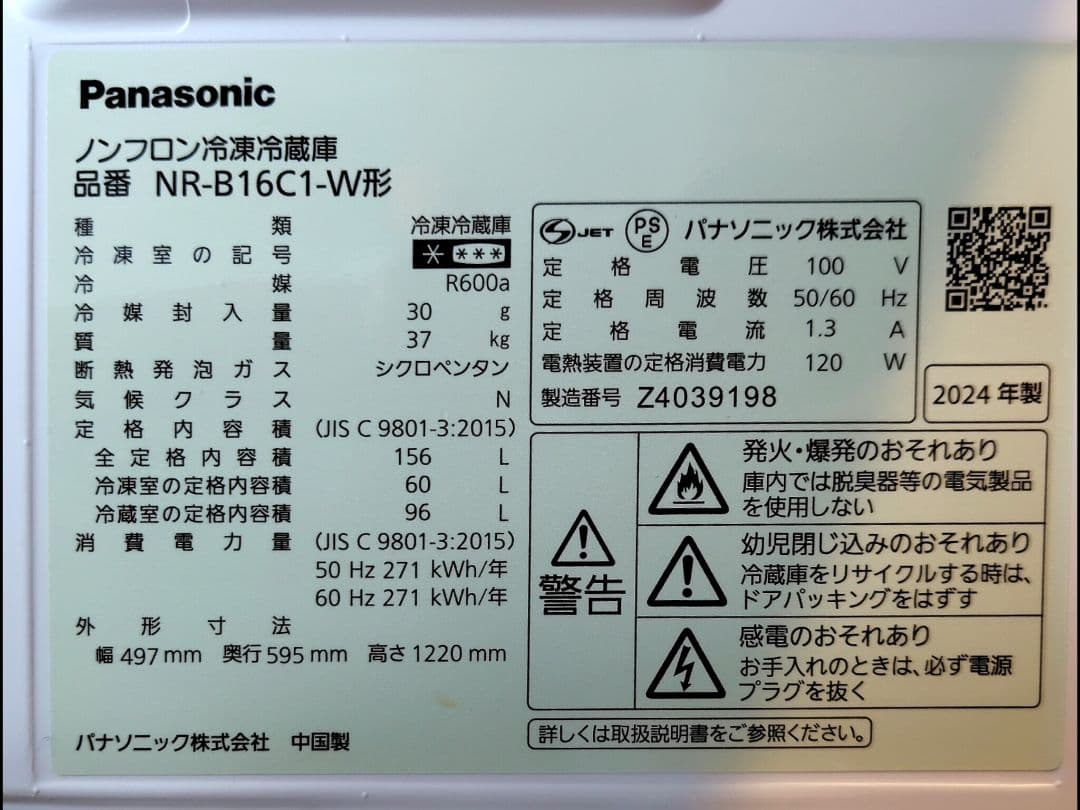 Panasonic
ノンフロン冷凍冷蔵庫
品番 NR-B16C1-W形
種類 冷凍冷蔵庫
冷凍室の記号 * ***
冷媒 R600a
冷媒封入量 30 g
質量 37 kg
断熱発泡ガス シクロペンタン
気候クラス N
定格内容積 (JIS C 9801-3:2015)
全定格内容積 156 L
冷凍室の定格内容積 60 L
冷蔵室の定格内容積 96 L
消費電力量 (JIS C 9801-3:2015)
50 Hz 271 kWh/年
60 Hz 271 kWh/年
外形寸法
幅 497 mm 奥行 595 mm 高さ 1220 mm
パナソニック株式会社 中国製
S JET PS E パナソニック株式会社
定格電圧 100 V
定格周波数 50/60 Hz
定格電流 1.3 A
電熱装置の定格消費電力 120 W
製造番号 Z4039198
2024 年製
警告
発火・爆発のおそれあり
庫内では脱臭器等の電気製品
を使用しない
幼児閉じ込みのおそれあり
冷蔵庫をリサイクルする時は、
ドアパッキングをはずす
感電のおそれあり
お手入れのときは、必ず電源
プラグを抜く
詳しくは取扱説明書をご参照ください。